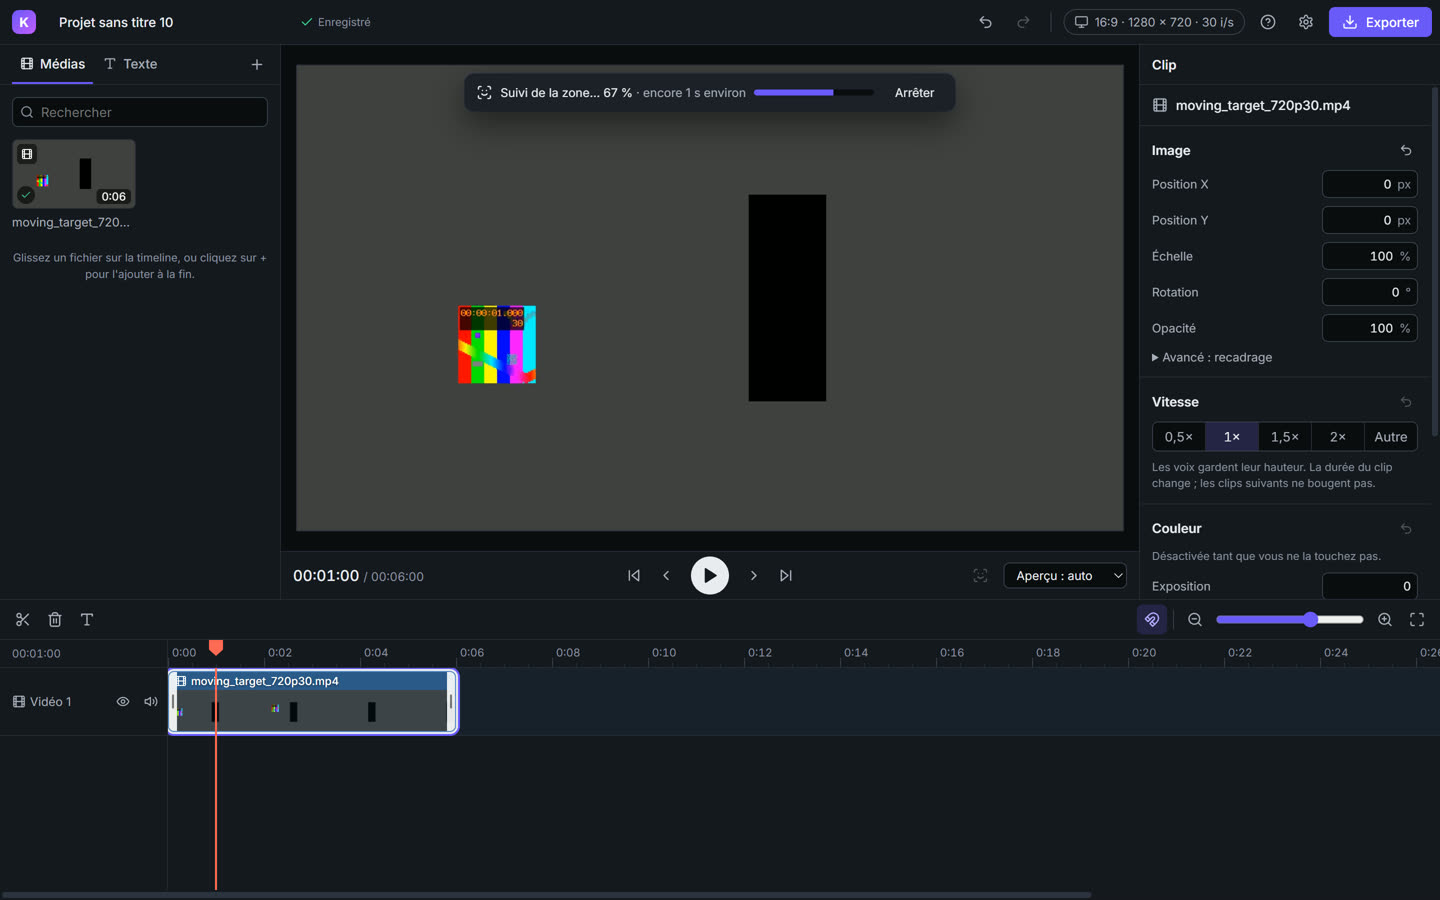 K
Projet sans titre 10
Enregistré
16:9 · 1280 × 720 · 30 i/s
Exporter
Médias
Texte
Rechercher
0:06
moving_target_720...
Glissez un fichier sur la timeline, ou cliquez sur +
pour l'ajouter à la fin.
Suivi de la zone... 67 % · encore 1 s environ
Arrêter
00:00:01.000
30
00:01:00 / 00:06:00
Aperçu : auto
Clip
moving_target_720p30.mp4
Image
Position X
0 px
Position Y
0 px
Échelle
100 %
Rotation
0 °
Opacité
100 %
Avancé : recadrage
Vitesse
0,5×
1×
1,5×
2×
Autre
Les voix gardent leur hauteur. La durée du clip
change ; les clips suivants ne bougent pas.
Couleur
Désactivée tant que vous ne la touchez pas.
Exposition
0
00:01:00
0:00
0:02
0:04
0:06
0:08
0:10
0:12
0:14
0:16
0:18
0:20
0:22
0:24
Vidéo 1
moving_target_720p30.mp4